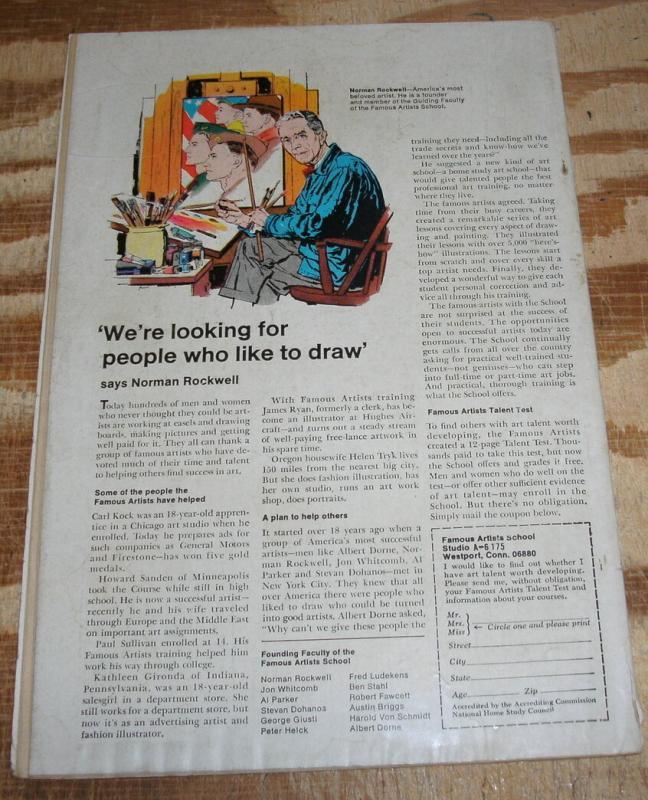 Norman Rockwell—America's most
beloved artist. He is a founder
and member of the Guiding Faculty
of the Famous Artists School.
'We're looking for
people who like to draw'
says Norman Rockwell
Today hundreds of men and women
who never thought they could be art-
ists are working at easels and drawing
boards, making pictures and getting
well paid for it. They all can thank a
group of famous artists who have de-
voted much of their time and talent
to helping others find success in art.
Some of the people the
Famous Artists have helped
Carl Kock was an 18-year-old appren-
tice in a Chicago art studio when he
enrolled. Today he prepares ads for
such companies as General Motors
and Firestone—has won five gold
medals.
Howard Sanden of Minneapolis
took the Course while still in high
school. He is now a successful artist—
recently he and his wife traveled
through Europe and the Middle East
on important art assignments.
Paul Sullivan enrolled at 14. His
Famous Artists training helped him
work his way through college.
Kathleen Gironda of Indiana,
Pennsylvania, was an 18-year-old
salesgirl in a department store. She
still works for a department store, but
now it's as an advertising artist and
fashion illustrator.
With Famous Artists training
James Ryan, formerly a clerk, has be-
come an illustrator at Hughes Air-
craft—and turns out a steady stream
of well-paying free-lance artwork in
his spare time.
Oregon housewife Helen Tryk lives
150 miles from the nearest big city.
But she does fashion illustration, has
her own studio, runs an art work
shop, does portraits.
A plan to help others
It started over 18 years ago when a
group of America's most successful
artists—men like Albert Dorne, Nor-
man Rockwell, Jon Whitcomb, Al
Parker and Stevan Dohanos—met in
New York City. They knew that all
over America there were people who
liked to draw who could be turned
into good artists. Albert Dorne asked,
"Why can't we give these people the
Founding Faculty of the
Famous Artists School
Norman Rockwell
Jon Whitcomb
Al Parker
Stevan Dohanos
George Giusti
Peter Helck
Fred Ludekens
Ben Stahl
Robert Fawcett
Austin Briggs
Harold Von Schmidt
Albert Dorne
training they need—including all the
trade secrets and know-how we've
learned over the years?"
He suggested a new kind of art
school—a home study art school—that
would give talented people the best
professional art training, no matter
where they live.
The famous artists agreed. Taking
time from their busy careers, they
created a remarkable series of art
lessons covering every aspect of draw-
ing and painting. They illustrated
their lessons with over 5,000 "here's-
how" illustrations. The lessons start
from scratch and cover every skill a
top artist needs. Finally, they de-
veloped a wonderful way to give each
student personal correction and ad-
vice all through his training.
The famous artists with the School
are not surprised at the success of
their students. The opportunities
open to successful artists today are
enormous. The School continually
gets calls from all over the country
asking for practical well-trained stu-
dents—not geniuses—who can step
into full-time or part-time art jobs.
And practical, thorough training is
what the School offers.
Famous Artists Talent Test
To find others with art talent worth
developing, the Famous Artists
created a 12-page Talent Test. Thou-
sands paid to take this test, but now
the School offers and grades it free.
Men and women who do well on the
test—or offer other sufficient evidence
of art talent—may enroll in the
School. But there's no obligation.
Simply mail the coupon below.
Famous Artists School
Studio A-6175
Westport, Conn. 06880
I would like to find out whether I
have art talent worth developing.
Please send me, without obligation,
your Famous Artists Talent Test and
information about your courses.
Mr.
Mrs. ← Circle one and please print
Miss
Street
City
State
Age Zip
Accredited by the Accrediting Commission
National Home Study Council